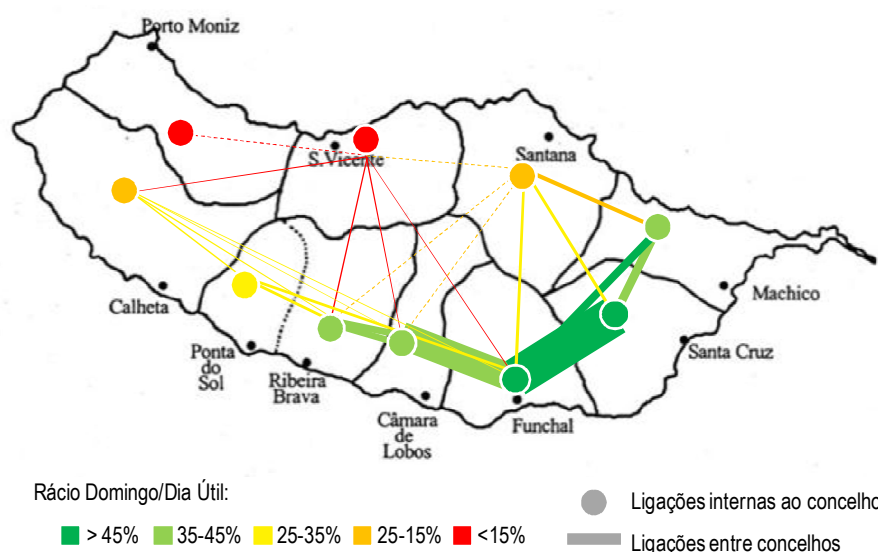 Porto Moniz
S. Vicente
Santana
Calheta
Machico
Ponta
do
Sol
Ribeira
Brava
Santa Cruz
Câmara
de
Lobos
Funchal
Rácio Domingo/Dia Útil:
> 45% 35-45% 25-35% 25-15% <15%
Ligações internas ao concelho
Ligações entre concelhos